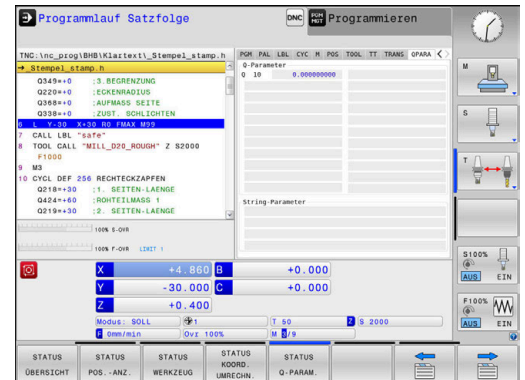 Programmlauf Satzfolge
DNC
PGM MGT
Programmieren
TNC:\nc_prog\BHB\Klartext\_Stempel_stamp.h
→_Stempel_stamp.h
Q349=+0 ;3.BEGRENZUNG
Q220=+0 ;ECKENRADIUS
Q368=+0 ;AUFMASS SEITE
Q338=+0 ;ZUST. SCHLICHTEN
6 L Y-30 X+30 R0 FMAX M99
7 CALL LBL "safe"
8 TOOL CALL "MILL_D20_ROUGH" Z S2000
F1000
9 M3
10 CYCL DEF 256 RECHTECKZAPFEN
Q218=+30 ;1. SEITEN-LAENGE
Q424=+60 ;ROHTEILMASS 1
Q219=+30 ;2. SEITEN-LAENGE
100% S-OVR
100% F-OVR LIMIT 1
PGM PAL LBL CYC M POS TOOL TT TRANS QPARA
Q-Parameter
Q 10 0.000000000
String-Parameter
X +4.860 B +0.000
Y -30.000 C +0.000
Z +0.400
Modus: SOLL 1 T 50 Z S 2000
F 0mm/min Ovr 100% M 5/9
M
S
T
S100%
AUS EIN
F100%
AUS EIN
STATUS ÜBERSICHT
STATUS POS.-ANZ.
STATUS WERKZEUG
STATUS KOORD. UMRECHN.
STATUS Q-PARAM.